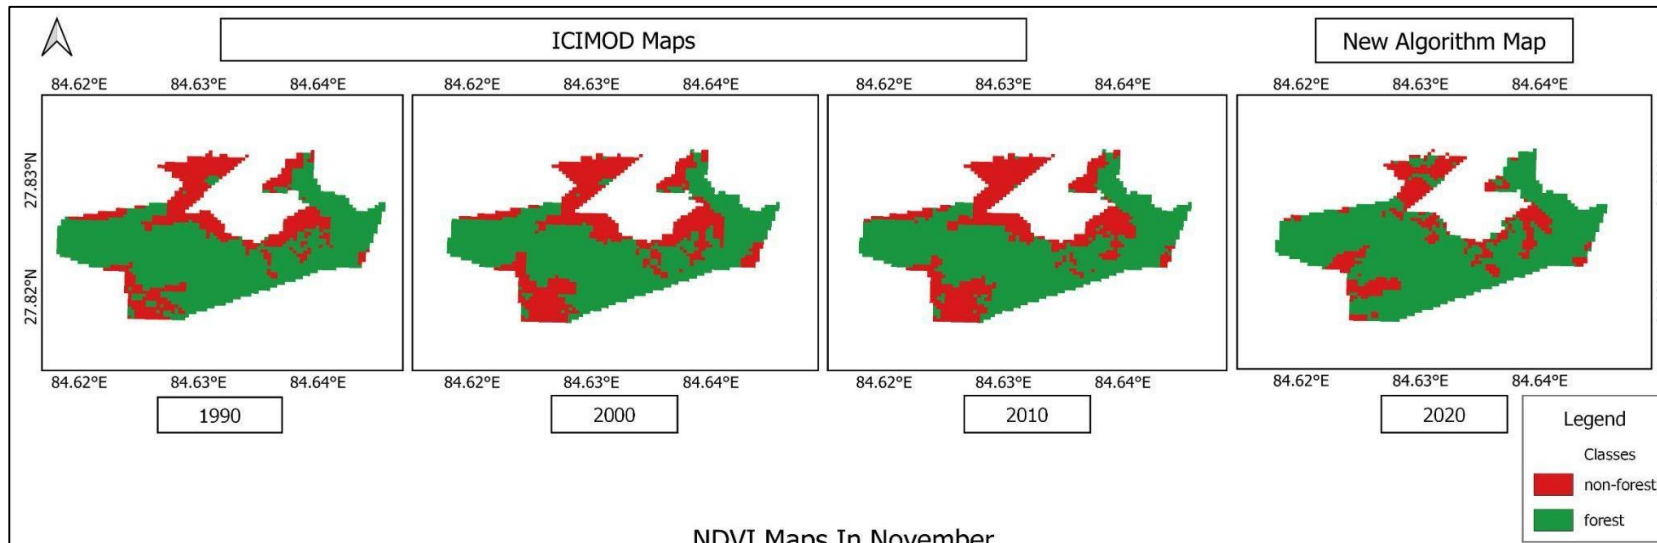 ICIMOD Maps
New Algorithm Map
84.62°E 84.63°E 84.64°E
84.62°E 84.63°E 84.64°E
84.62°E 84.63°E 84.64°E
84.62°E 84.63°E 84.64°E
27.83°N
27.82°N
84.62°E 84.63°E 84.64°E
84.62°E 84.63°E 84.64°E
84.62°E 84.63°E 84.64°E
84.62°E 84.63°E 84.64°E
1990
2000
2010
2020
Legend
Classes
non-forest
forest
NDVI Maps In November